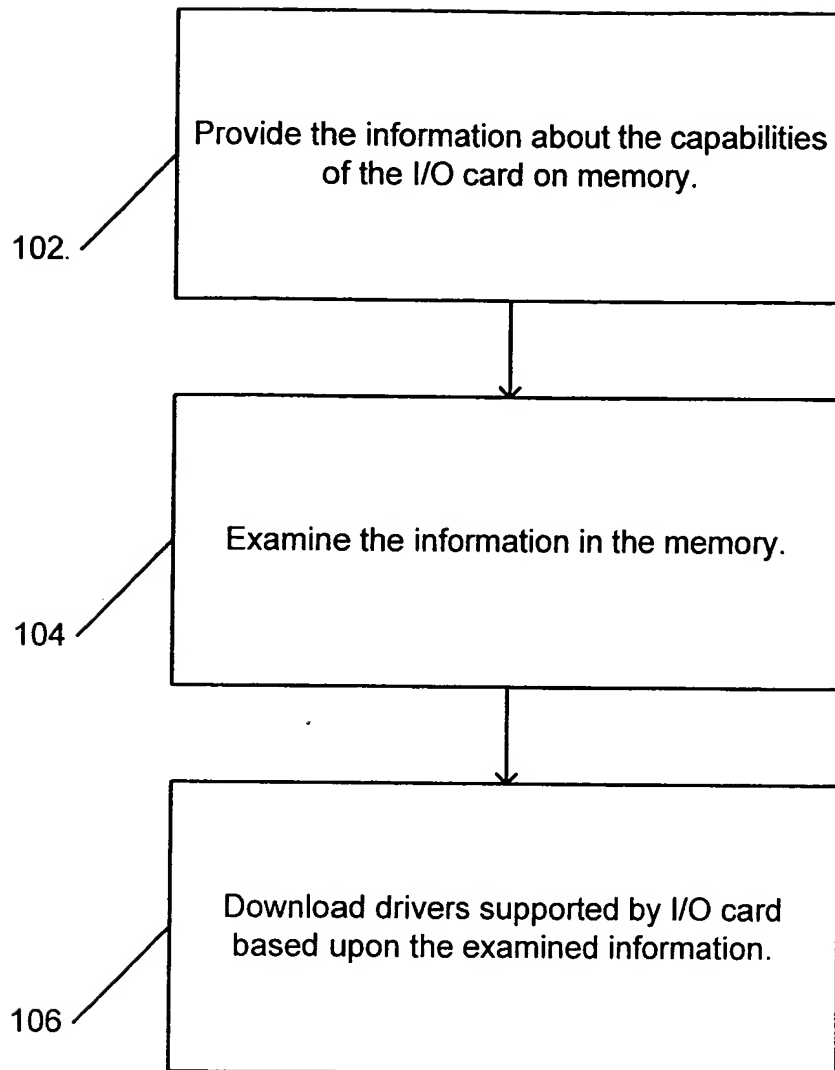 Provide the information about the capabilities
of the I/O card on memory.
102.
Examine the information in the memory.
104
Download drivers supported by I/O card
based upon the examined information.
106